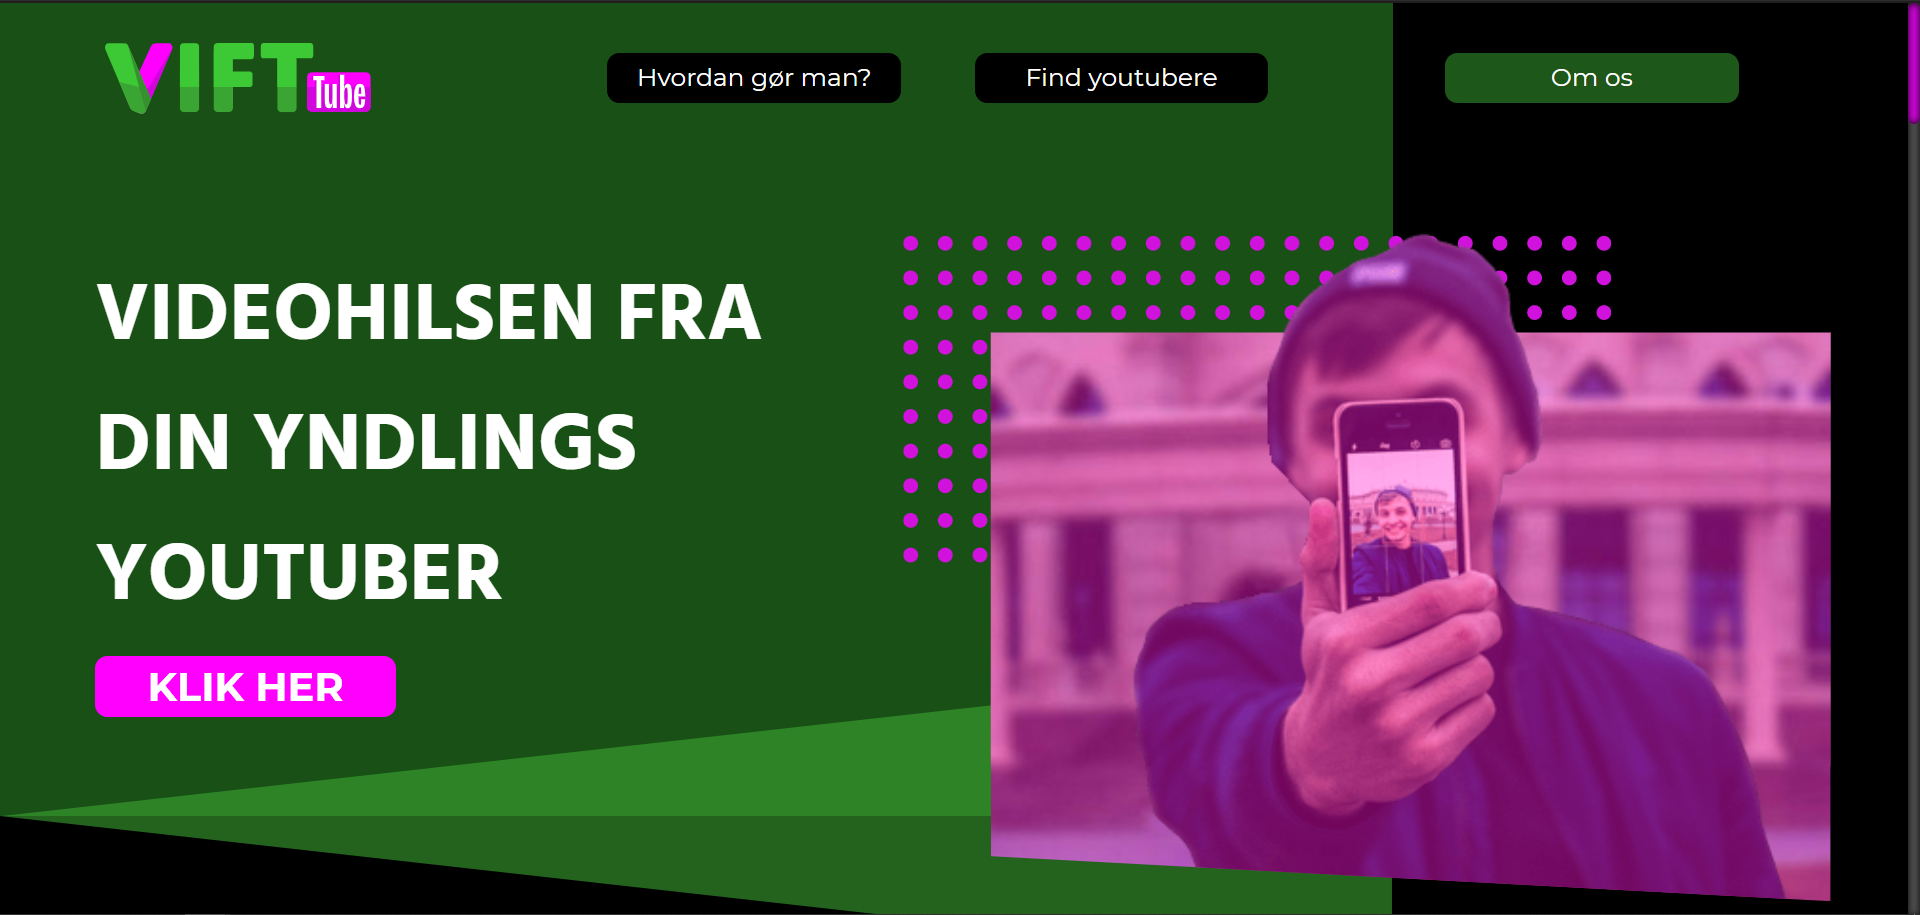 VIFT Tube
Hvordan gør man?
Find youtubere
Om os
VIDEOHILSEN FRA
DIN YNDLINGS
YOUTUBER
KLIK HER